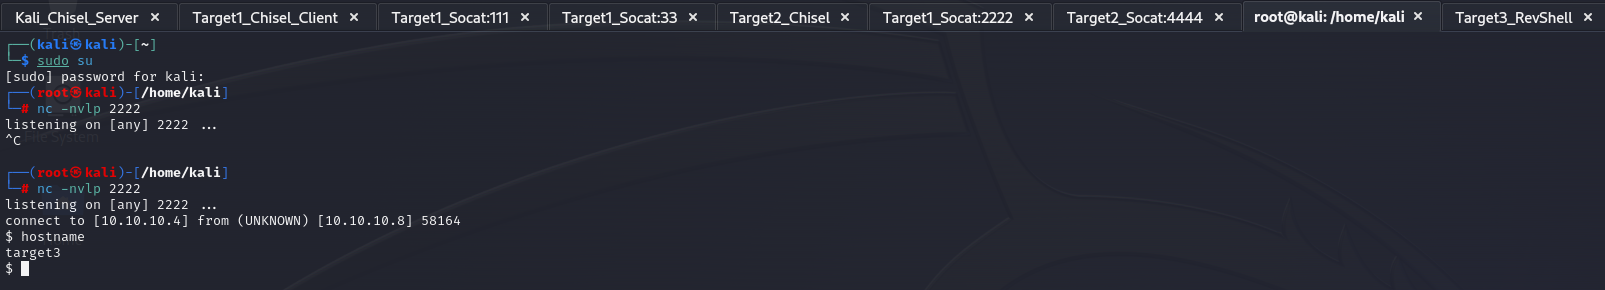 Kali_Chisel_Server × Target1_Chisel_Client × Target1_Socat:111 × Target1_Socat:33 × Target2_Chisel × Target1_Socat:2222 × Target2_Socat:4444 × root@kali: /home/kali × Target3_RevShell ×
┌──(kali㉿kali)-[~]
└─$ sudo su
[sudo] password for kali:
┌──(root㉿kali)-[/home/kali]
└─# nc -nvlp 2222
listening on [any] 2222 ...
^C
File System
┌──(root㉿kali)-[/home/kali]
└─# nc -nvlp 2222
listening on [any] 2222 ...
connect to [10.10.10.4] from (UNKNOWN) [10.10.10.8] 58164
$ hostname
target3
$